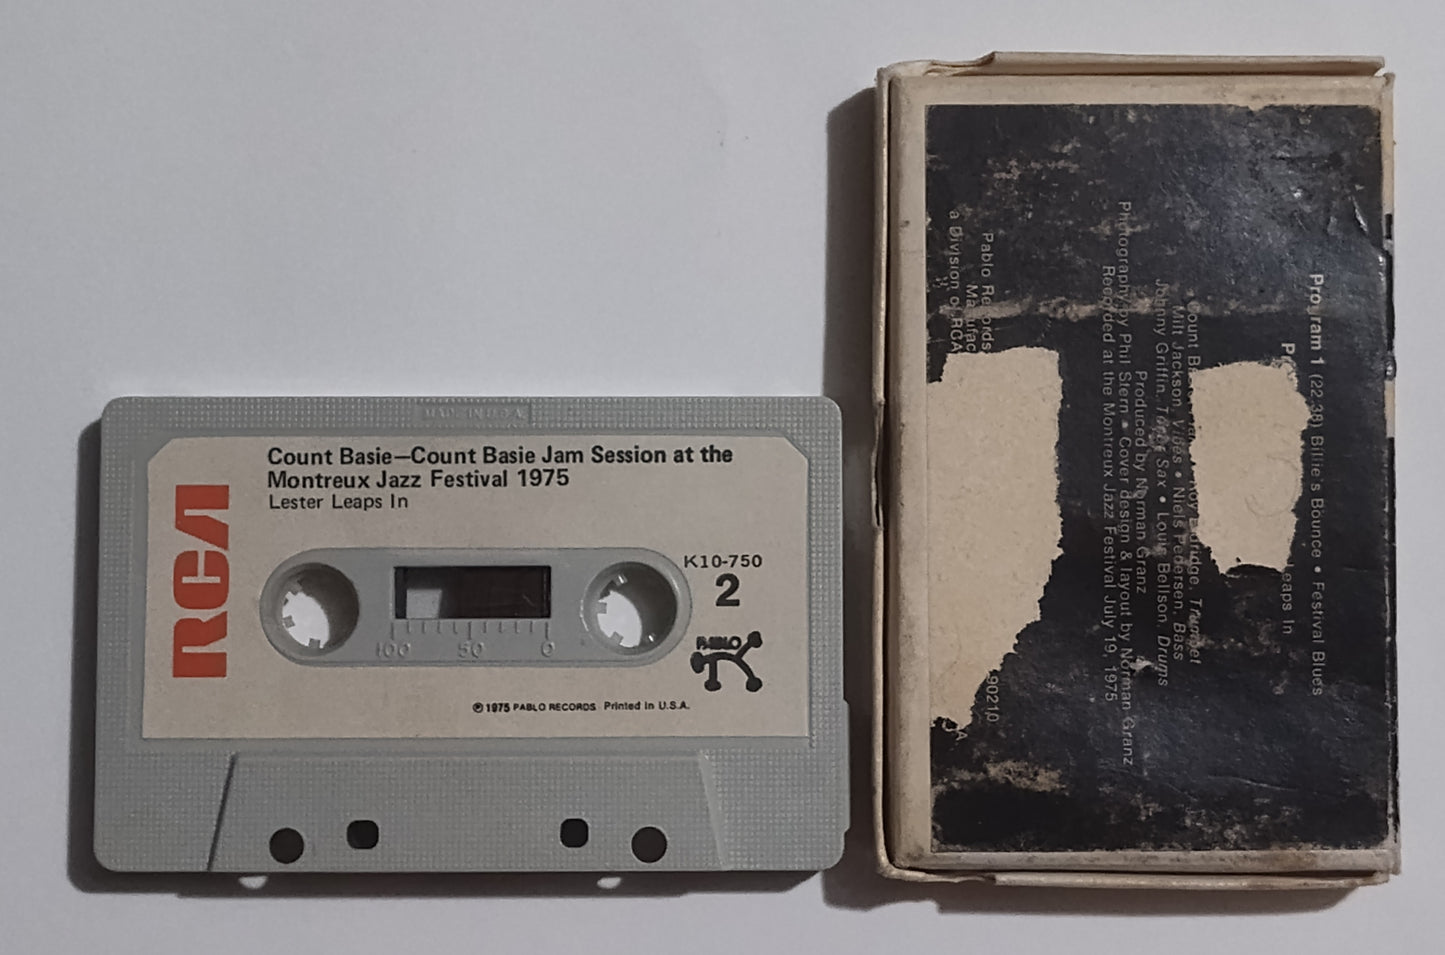 MADE IN U.S.A.
Count Basie—Count Basie Jam Session at the
Montreux Jazz Festival 1975
Lester Leaps In
RCA
K10-750
2
100 50 0
PABLO
℗ 1975 PABLO RECORDS Printed in U.S.A.
Program 1 (22:38) Billie's Bounce • Festival Blues
Leaps In
Count Eldridge, Trumpet
Milt Jackson, Vibes • Niels Pedersen, Bass
Johnny Griffin, Tenor Sax • Louis Bellson, Drums
Produced by Norman Granz
Photography by Phil Stern • Cover design & layout by Norman Granz
Recorded at the Montreux Jazz Festival July 19, 1975
Pablo Records 90210
a Division of RCA